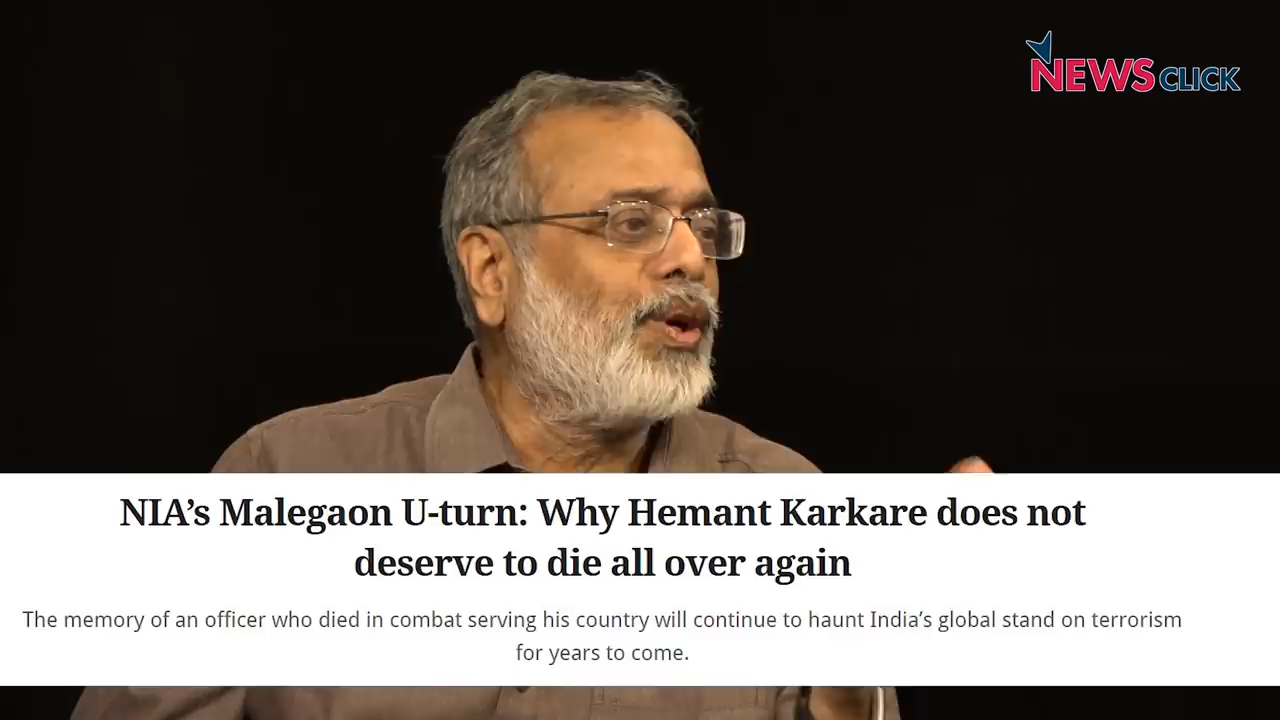 NEWSCLICK
NIA’s Malegaon U-turn: Why Hemant Karkare does not
deserve to die all over again
The memory of an officer who died in combat serving his country will continue to haunt India’s global stand on terrorism
for years to come.